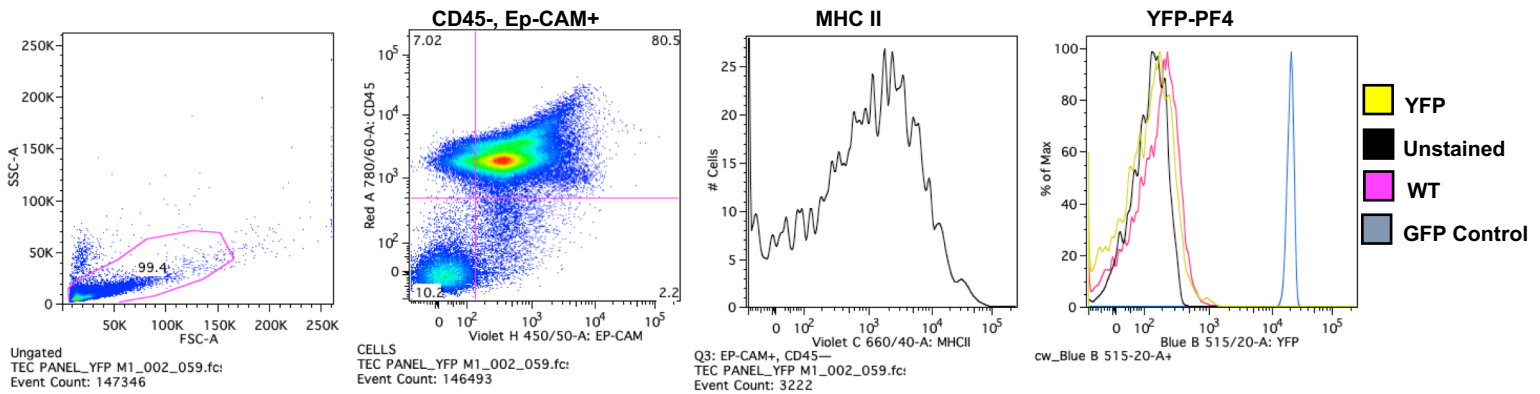 CD45-, Ep-CAM+
MHC II
YFP-PF4
250K
200K
150K
100K
50K
0
SSC-A
99.4
50K
100K
150K
200K
250K
FSC-A
Ungated
TEC PANEL_YFP M1_002_059.fcs
Event Count: 147346
7.02
80.5
10.2
2.2
10^5
10^4
10^3
10^2
0
Red A 780/60-A: CD45
0
10^2
10^3
10^4
10^5
Violet H 450/50-A: EP-CAM
CELLS
TEC PANEL_YFP M1_002_059.fcs
Event Count: 146493
25
20
15
10
5
0
# Cells
0
10^2
10^3
10^4
10^5
Violet C 660/40-A: MHCII
Q3: EP-CAM+, CD45—
TEC PANEL_YFP M1_002_059.fcs
Event Count: 3222
100
80
60
40
20
0
% of Max
0
10^2
10^3
10^4
10^5
Blue B 515/20-A: YFP
cw_Blue B 515-20-A+
YFP
Unstained
WT
GFP Control